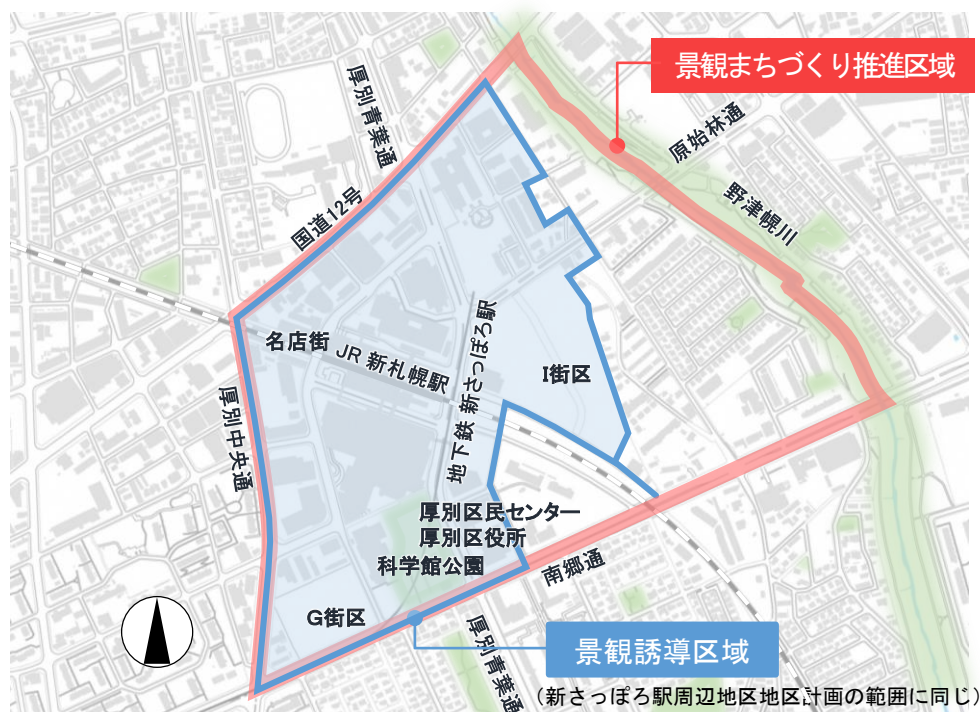 景観まちづくり推進区域
厚別青葉通
原始林通
野津幌川
国道12号
名店街
JR 新札幌駅
地下鉄 新さっぽろ駅
I街区
厚別中央通
厚別区民センター
厚別区役所
科学館公園
南郷通
G街区
厚別青葉通
景観誘導区域
（新さっぽろ駅周辺地区地区計画の範囲に同じ）